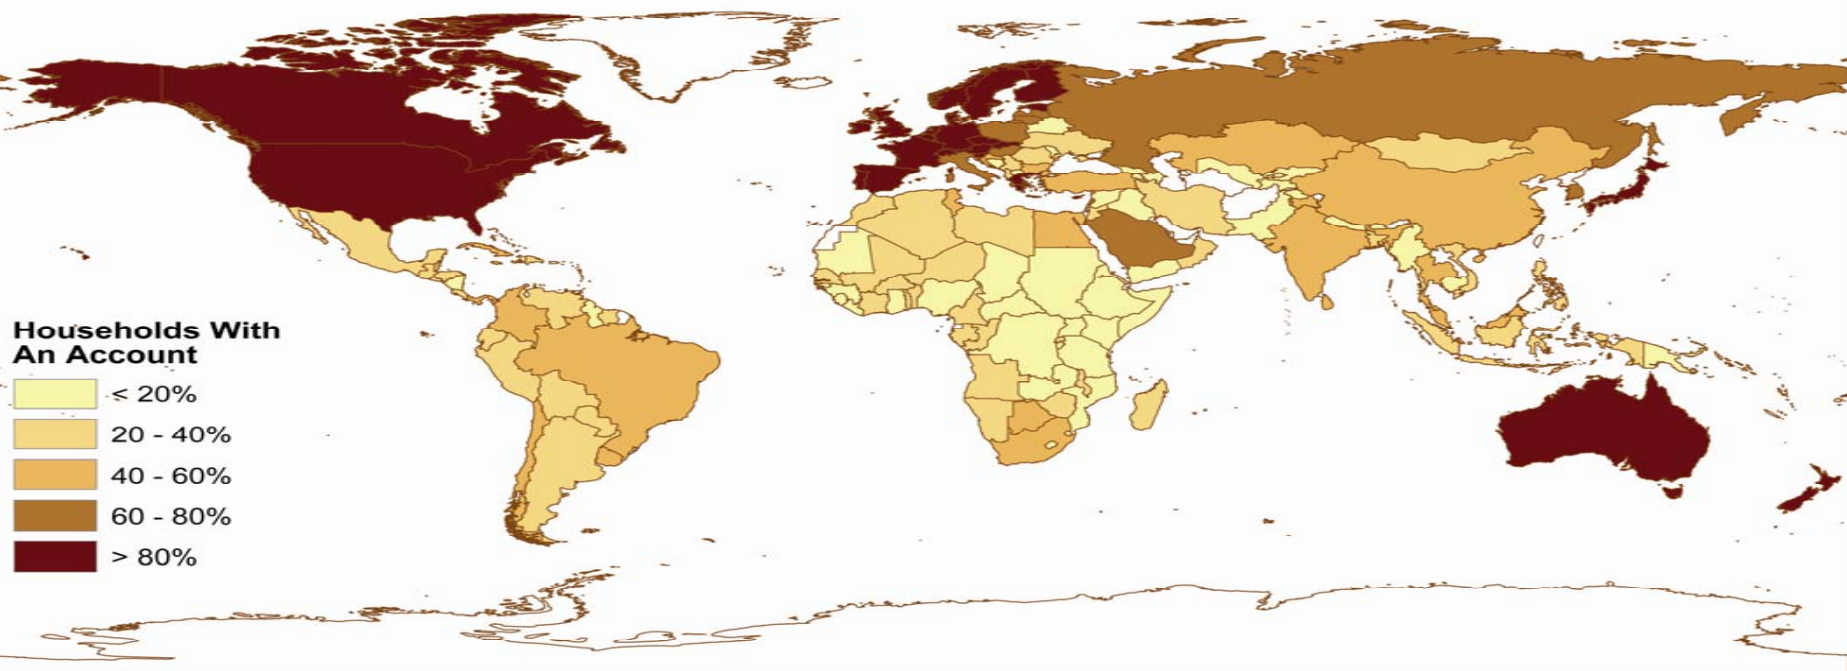 Households With
An Account
< 20%
20 - 40%
40 - 60%
60 - 80%
> 80%